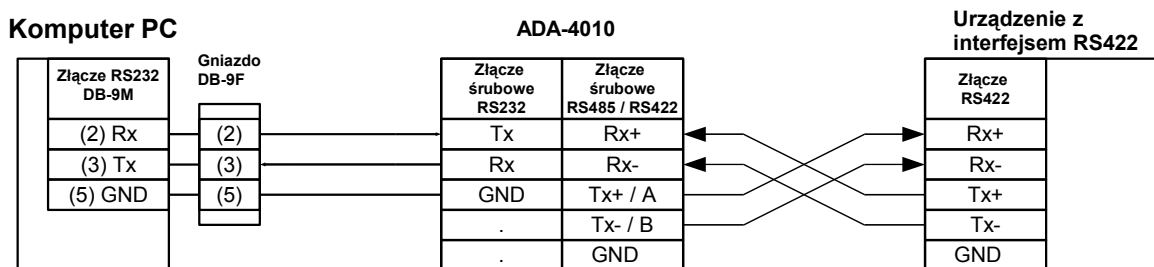 Komputer PC
ADA-4010
Urządzenie z
interfejsem RS422
Złącze RS232
DB-9M
Gniazdo
DB-9F
Złącze
śrubowe
RS232
Złącze
śrubowe
RS485 / RS422
Złącze
RS422
(2) Rx
(2)
Tx
Rx+
Rx+
(3) Tx
(3)
Rx
Rx-
Rx-
(5) GND
(5)
GND
Tx+ / A
Tx+
.
Tx- / B
Tx-
.
GND
GND